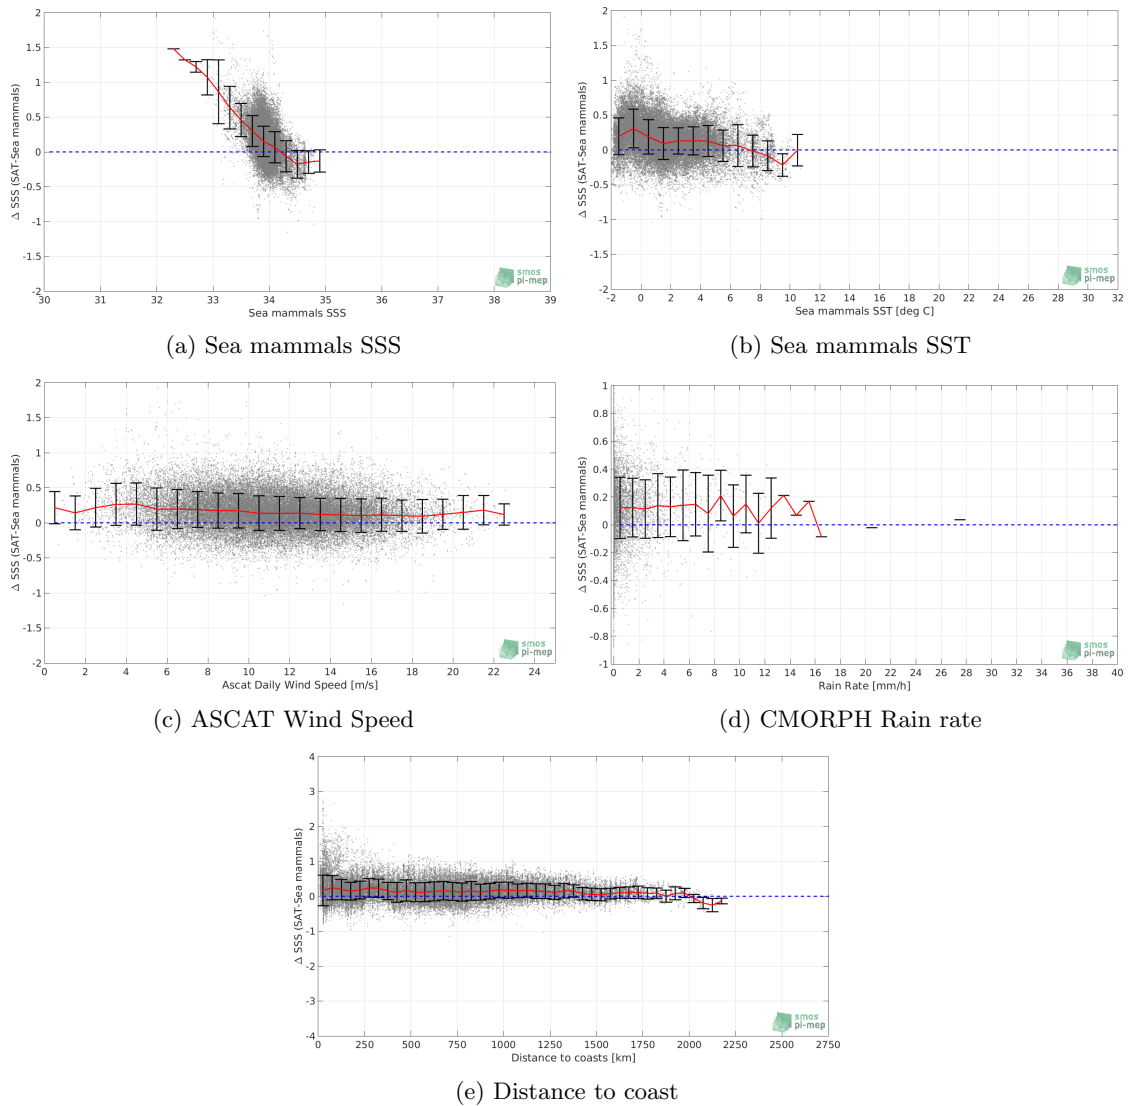 Δ SSS (SAT-Sea mammals)
2
1.5
1
0.5
0
-0.5
-1
-1.5
-2
30 31 32 33 34 35 36 37 38 39
Sea mammals SSS
smos
pi-mep
(a) Sea mammals SSS
Δ SSS (SAT-Sea mammals)
2
1.5
1
0.5
0
-0.5
-1
-1.5
-2
-2 0 2 4 6 8 10 12 14 16 18 20 22 24 26 28 30 32
Sea mammals SST [deg C]
smos
pi-mep
(b) Sea mammals SST
Δ SSS (SAT-Sea mammals)
2
1.5
1
0.5
0
-0.5
-1
-1.5
-2
0 2 4 6 8 10 12 14 16 18 20 22 24
Ascat Daily Wind Speed [m/s]
smos
pi-mep
(c) ASCAT Wind Speed
Δ SSS (SAT-Sea mammals)
1
0.8
0.6
0.4
0.2
0
-0.2
-0.4
-0.6
-0.8
-1
0 2 4 6 8 10 12 14 16 18 20 22 24 26 28 30 32 34 36 38 40
Rain Rate [mm/h]
smos
pi-mep
(d) CMORPH Rain rate
Δ SSS (SAT-Sea mammals)
4
3
2
1
0
-1
-2
-3
-4
0 250 500 750 1000 1250 1500 1750 2000 2250 2500 2750
Distance to coasts [km]
smos
pi-mep
(e) Distance to coast